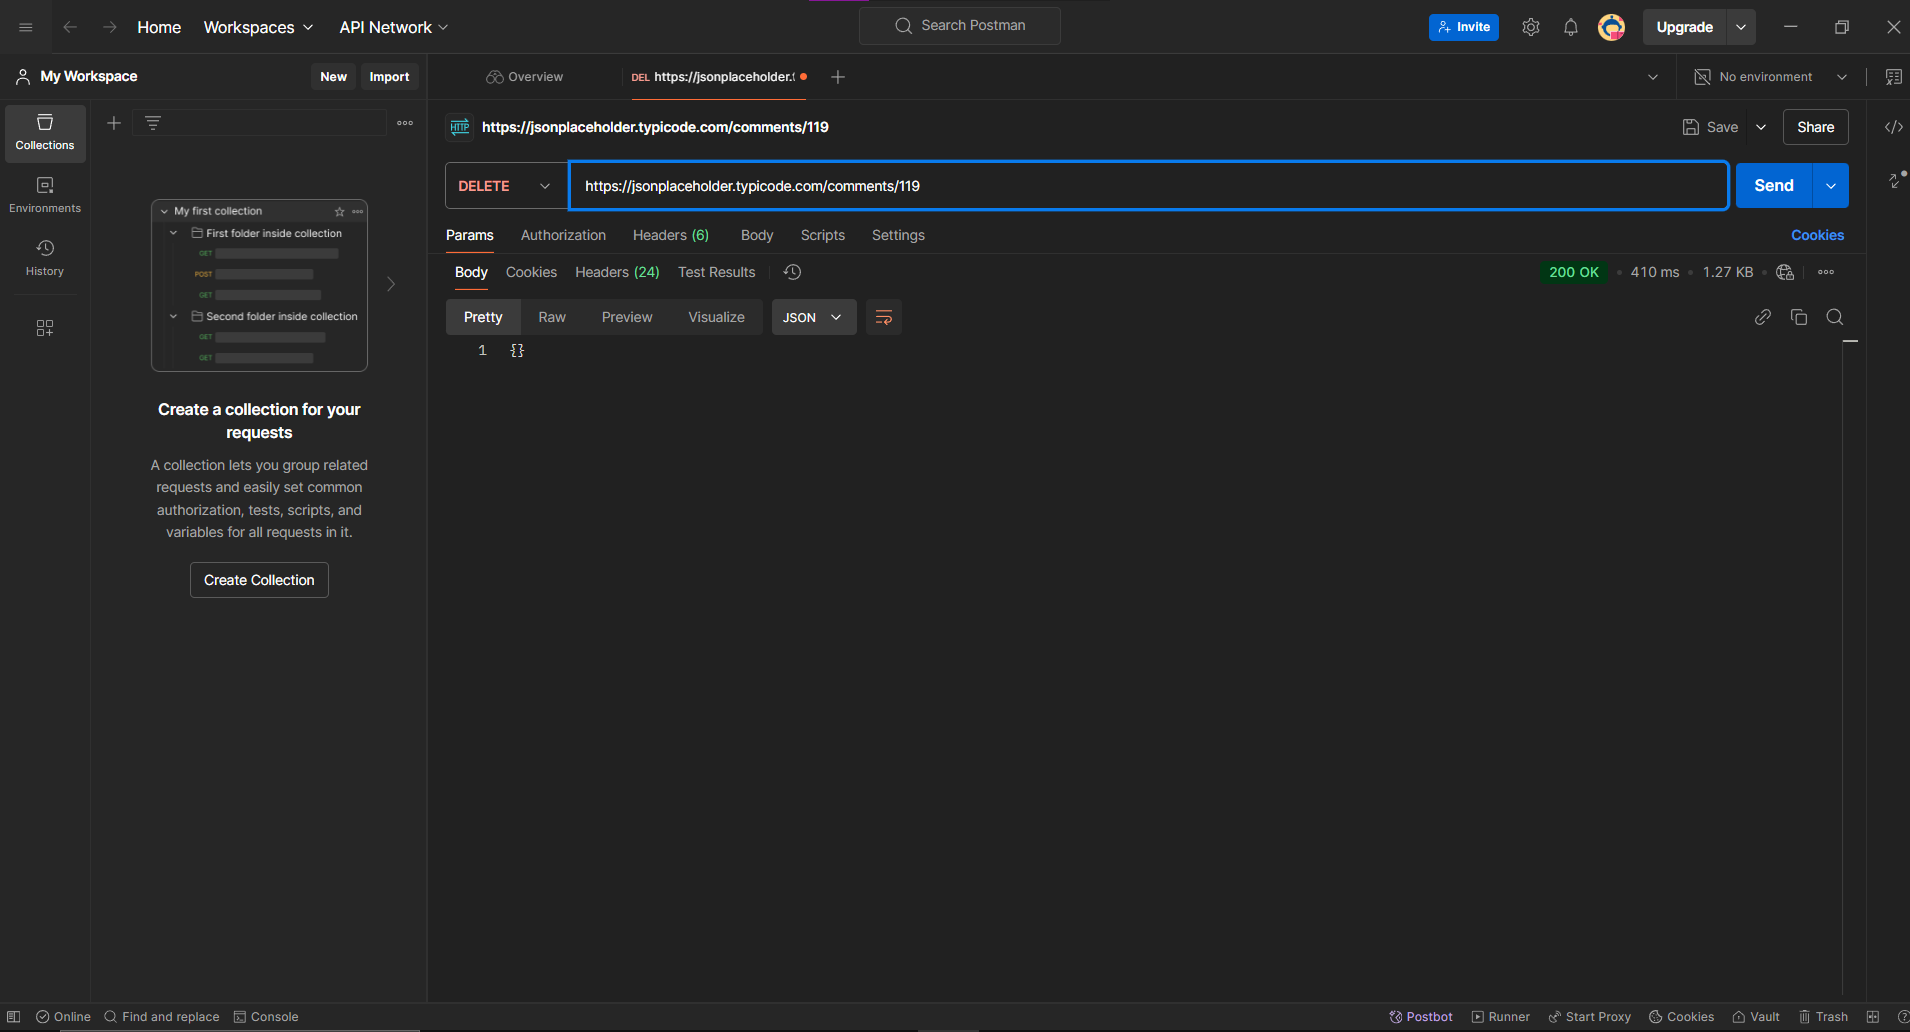 Home Workspaces API Network Search Postman Invite Upgrade
My Workspace New Import Overview DEL https://jsonplaceholder.t No environment
Collections
Environments
History
My first collection
First folder inside collection
GET
POST
GET
Second folder inside collection
GET
GET
Create a collection for your
requests
A collection lets you group related
requests and easily set common
authorization, tests, scripts, and
variables for all requests in it.
Create Collection
HTTP https://jsonplaceholder.typicode.com/comments/119 Save Share
DELETE https://jsonplaceholder.typicode.com/comments/119 Send
Params Authorization Headers (6) Body Scripts Settings Cookies
Body Cookies Headers (24) Test Results 200 OK 410 ms 1.27 KB
Pretty Raw Preview Visualize JSON
1 {}
Online Find and replace Console Postbot Runner Start Proxy Cookies Vault Trash